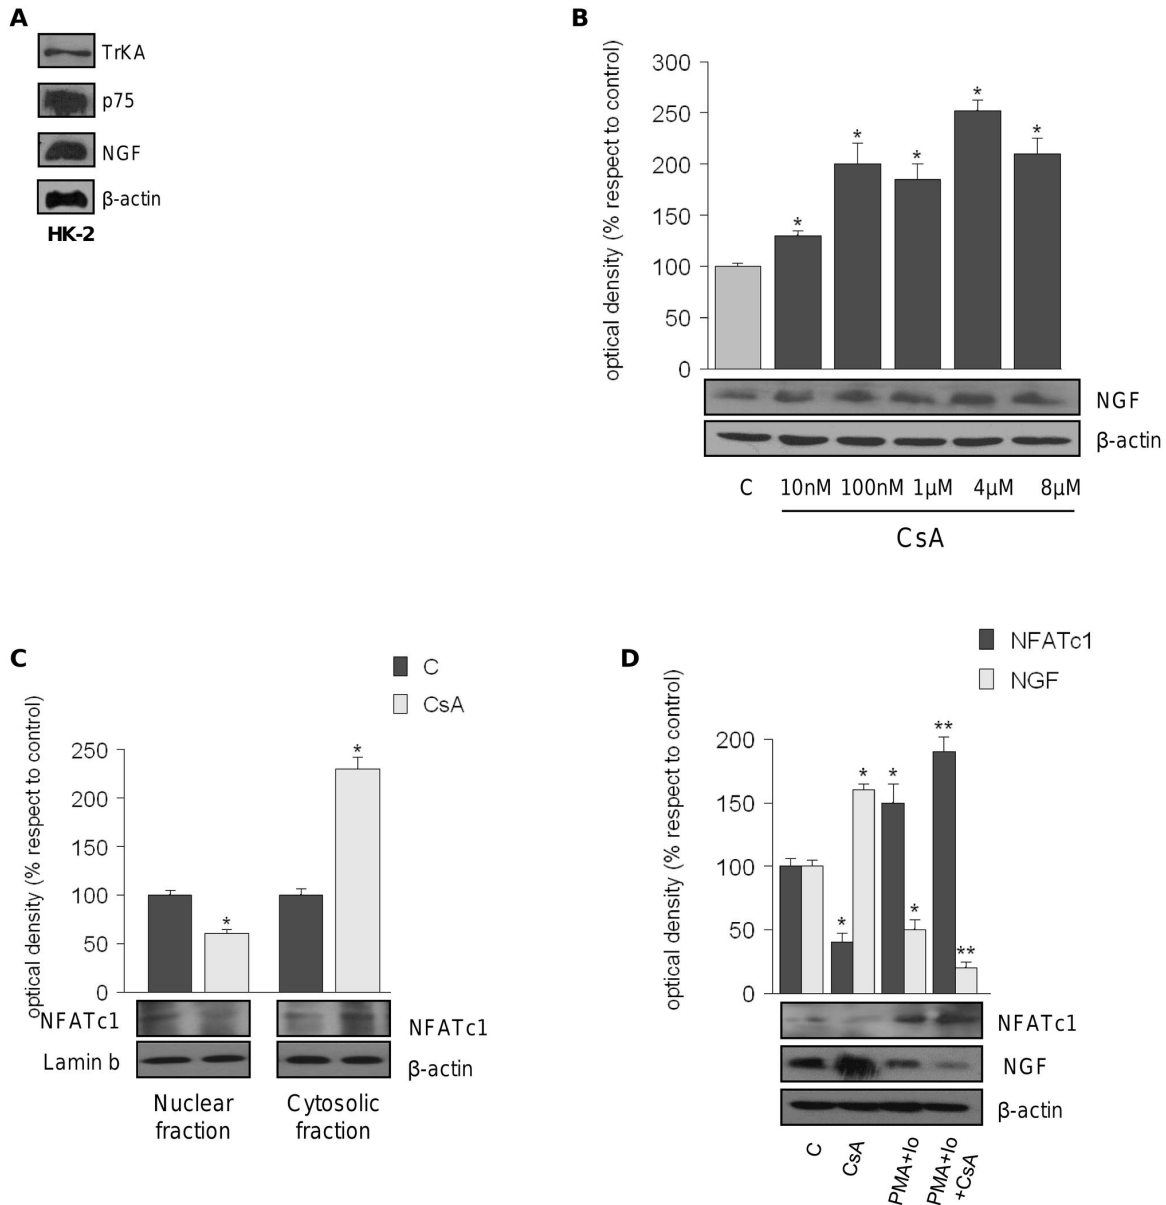 A
TrKA
p75
NGF
β-actin
HK-2
B
optical density (% respect to control)
300
250
200
150
100
50
0
*
*
*
*
*
NGF
β-actin
C 10nM 100nM 1μM 4μM 8μM
CsA
C
C
CsA
optical density (% respect to control)
250
200
150
100
50
0
*
*
NFATc1
NFATc1
Lamin b
β-actin
Nuclear
fraction
Cytosolic
fraction
D
NFATc1
NGF
optical density (% respect to control)
200
150
100
50
0
*
*
*
*
**
**
NFATc1
NGF
β-actin
C
CsA
PMA+Io
PMA+Io
+CsA